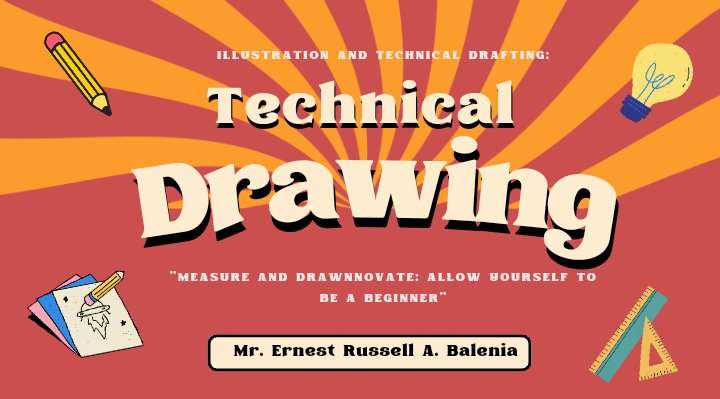 ILLUSTRATION AND TECHNICAL DRAFTING:
Technical
Drawing
"MEASURE AND DRAWNNOVATE: ALLOW YOURSELF TO
BE A BEGINNER"
Mr. Ernest Russell A. Balenia